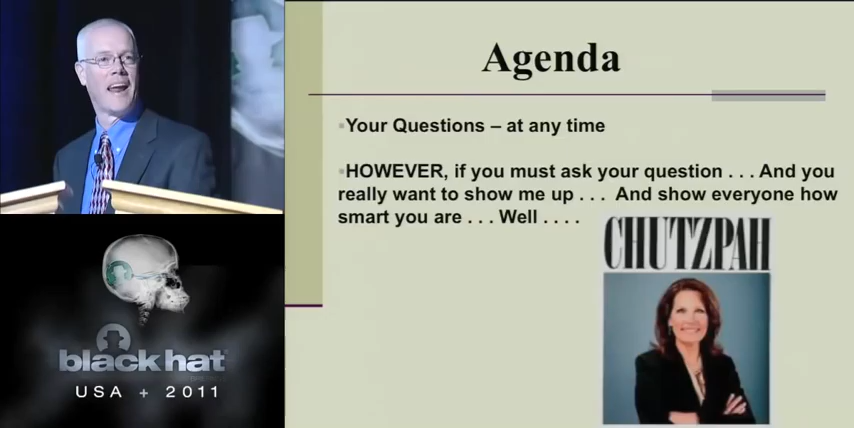 Agenda
Your Questions – at any time
HOWEVER, if you must ask your question . . . And you
really want to show me up . . .  And show everyone how
smart you are . . . Well . . . .
CHUTZPAH
black hat
USA + 2011